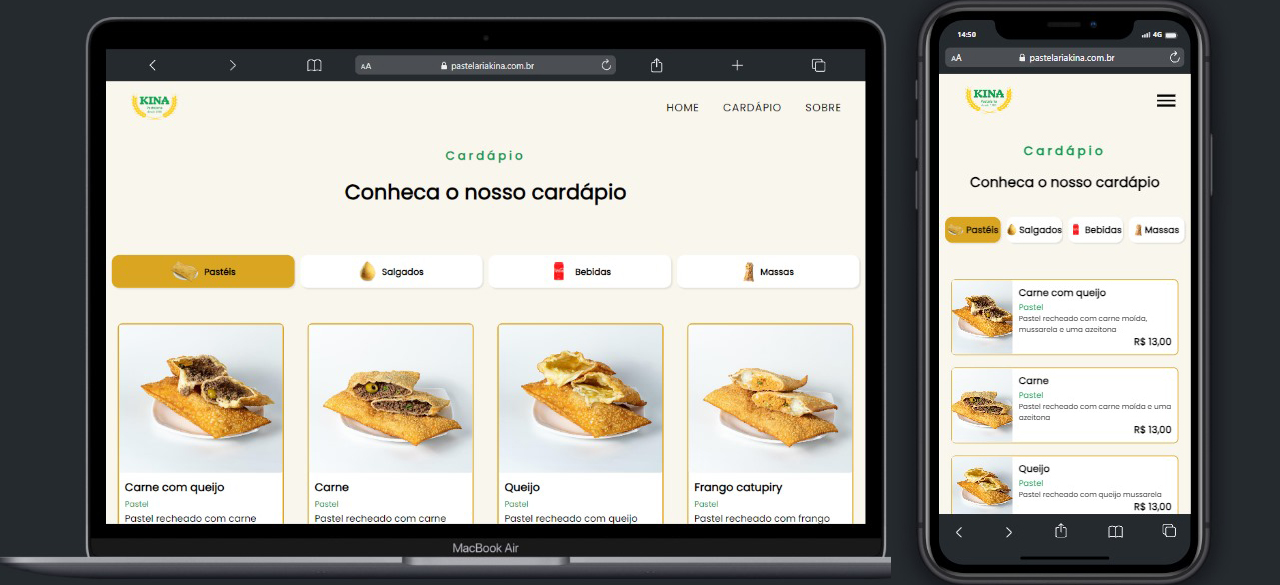 AA pastelariakina.com.br
KINA
HOME CARDÁPIO SOBRE
Cardápio
Conheca o nosso cardápio
Pastéis Salgados Bebidas Massas
Carne com queijo Carne Queijo Frango catupiry
Pastel Pastel Pastel Pastel
Pastel recheado com carne Pastel recheado com carne Pastel recheado com queijo Pastel recheado com frango
MacBook Air
14:50 4G
AA pastelariakina.com.br
KINA
Cardápio
Conheca o nosso cardápio
Pastéis Salgados Bebidas Massas
Carne com queijo
Pastel
Pastel recheado com carne moída,
mussarela e uma azeitona
R$ 13,00
Carne
Pastel
Pastel recheado com carne moída e uma
azeitona
R$ 13,00
Queijo
Pastel
Pastel recheado com queijo mussarela
R$ 13,00